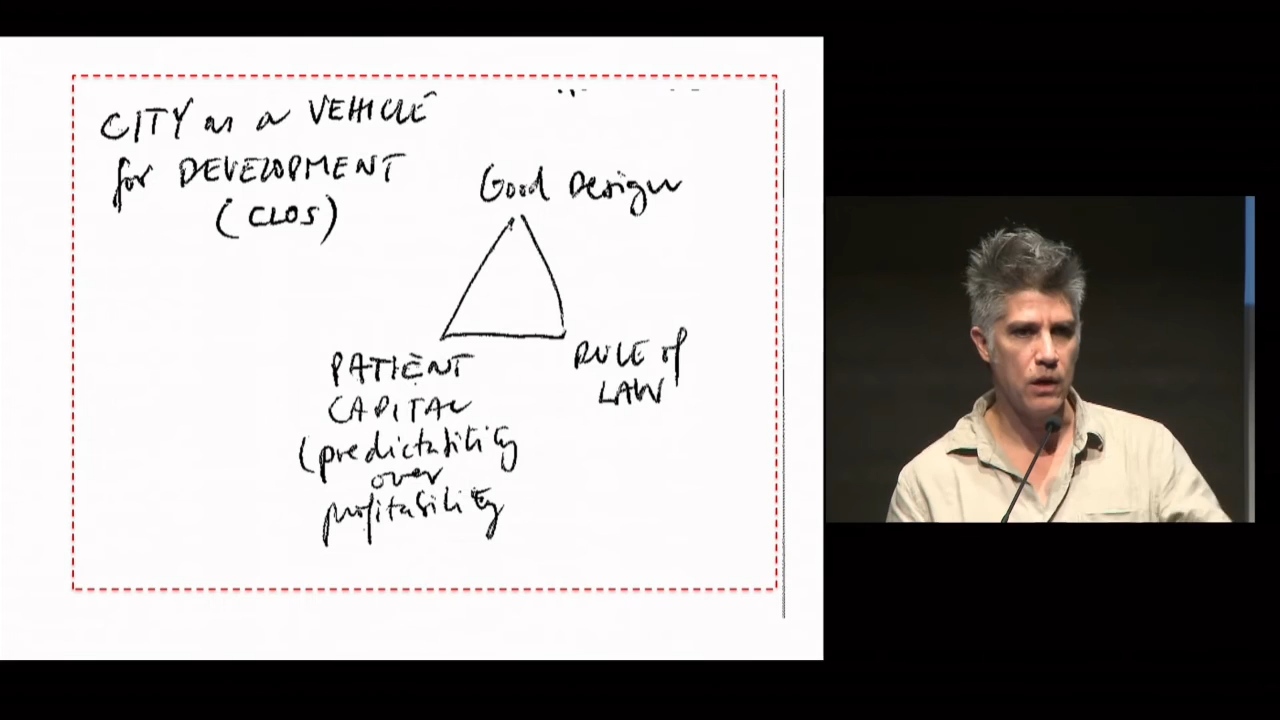 CITY as a VEHICLE
for DEVELOPMENT
(CLOS)
Good Design
PATIENT
CAPITAL
(predictability
over
profitability
RULE of
LAW